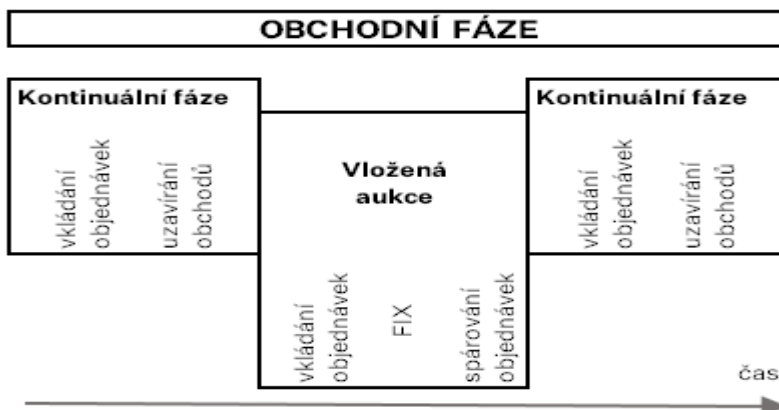 OBCHODNÍ FÁZE
Kontinuální fáze
vkládání
objednávek
uzavírání
obchodů
Vložená
aukce
vkládání
objednávek
FIX
spárování
objednávek
Kontinuální fáze
vkládání
objednávek
uzavírání
obchodů
čas